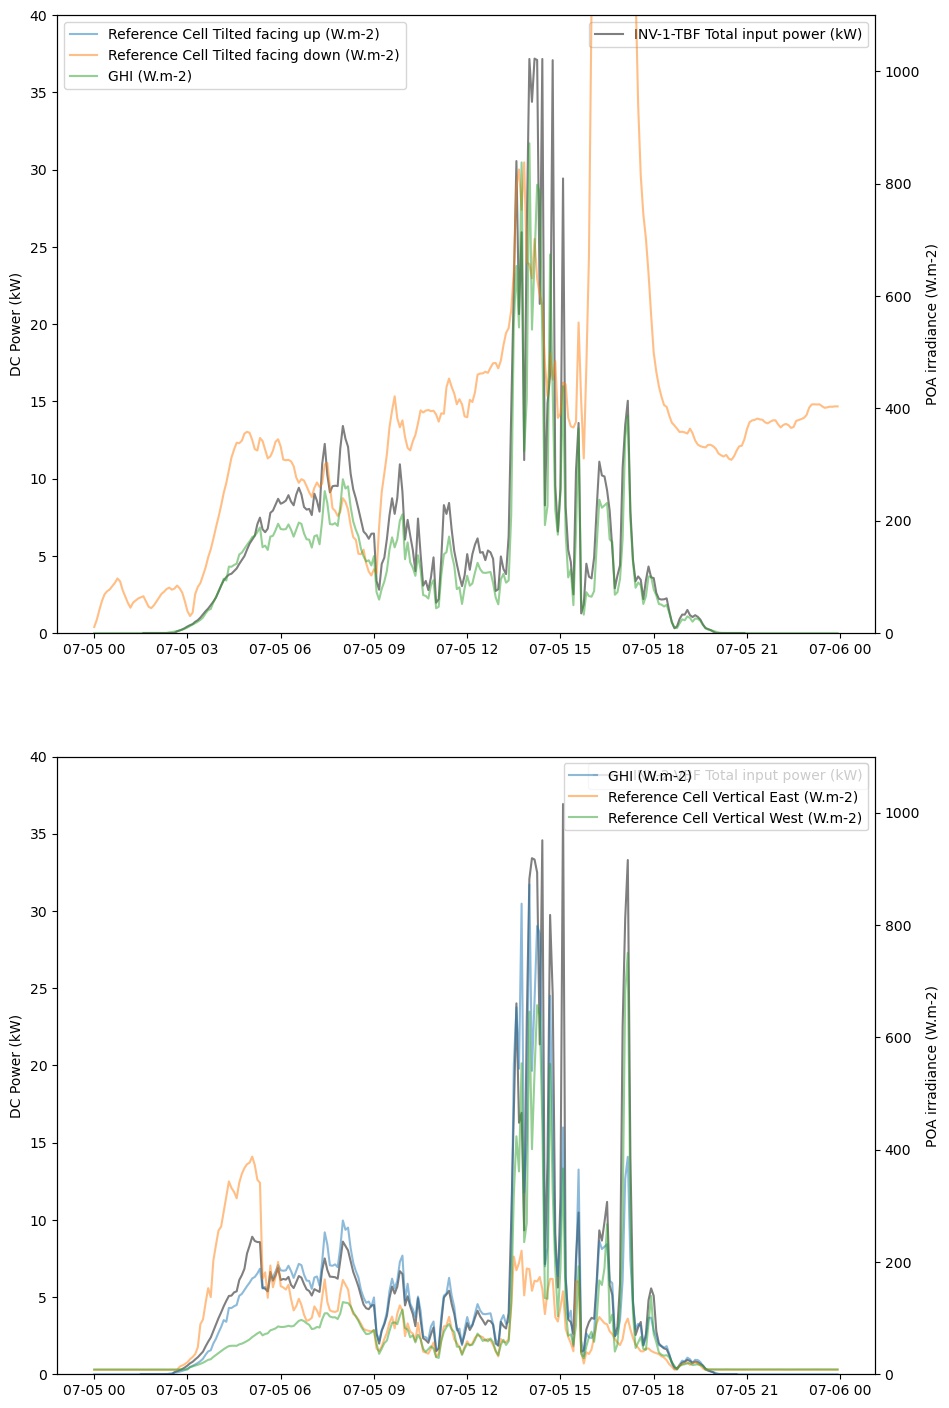 40
35
30
25
20
15
10
5
0
DC Power (kW)
Reference Cell Tilted facing up (W.m-2)
Reference Cell Tilted facing down (W.m-2)
GHI (W.m-2)
INV-1-TBF Total input power (kW)
1000
800
600
400
200
0
POA irradiance (W.m-2)
07-05 00 07-05 03 07-05 06 07-05 09 07-05 12 07-05 15 07-05 18 07-05 21 07-06 00
40
35
30
25
20
15
10
5
0
DC Power (kW)
GHI (W.m-2)
Total input power (kW)
Reference Cell Vertical East (W.m-2)
Reference Cell Vertical West (W.m-2)
1000
800
600
400
200
0
POA irradiance (W.m-2)
07-05 00 07-05 03 07-05 06 07-05 09 07-05 12 07-05 15 07-05 18 07-05 21 07-06 00